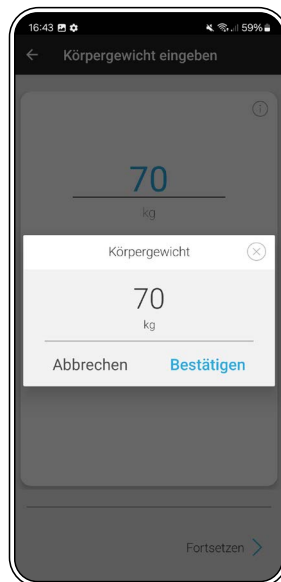 16:43 59%
Körpergewicht eingeben
70
kg
Körpergewicht
70
kg
Abbrechen Bestätigen
Fortsetzen